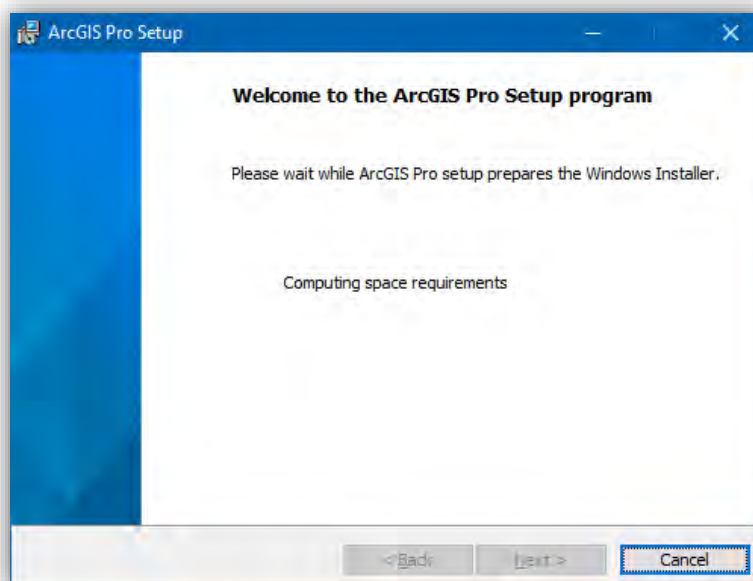 ArcGIS Pro Setup
Welcome to the ArcGIS Pro Setup program
Please wait while ArcGIS Pro setup prepares the Windows Installer.
Computing space requirements
< Back
Next >
Cancel